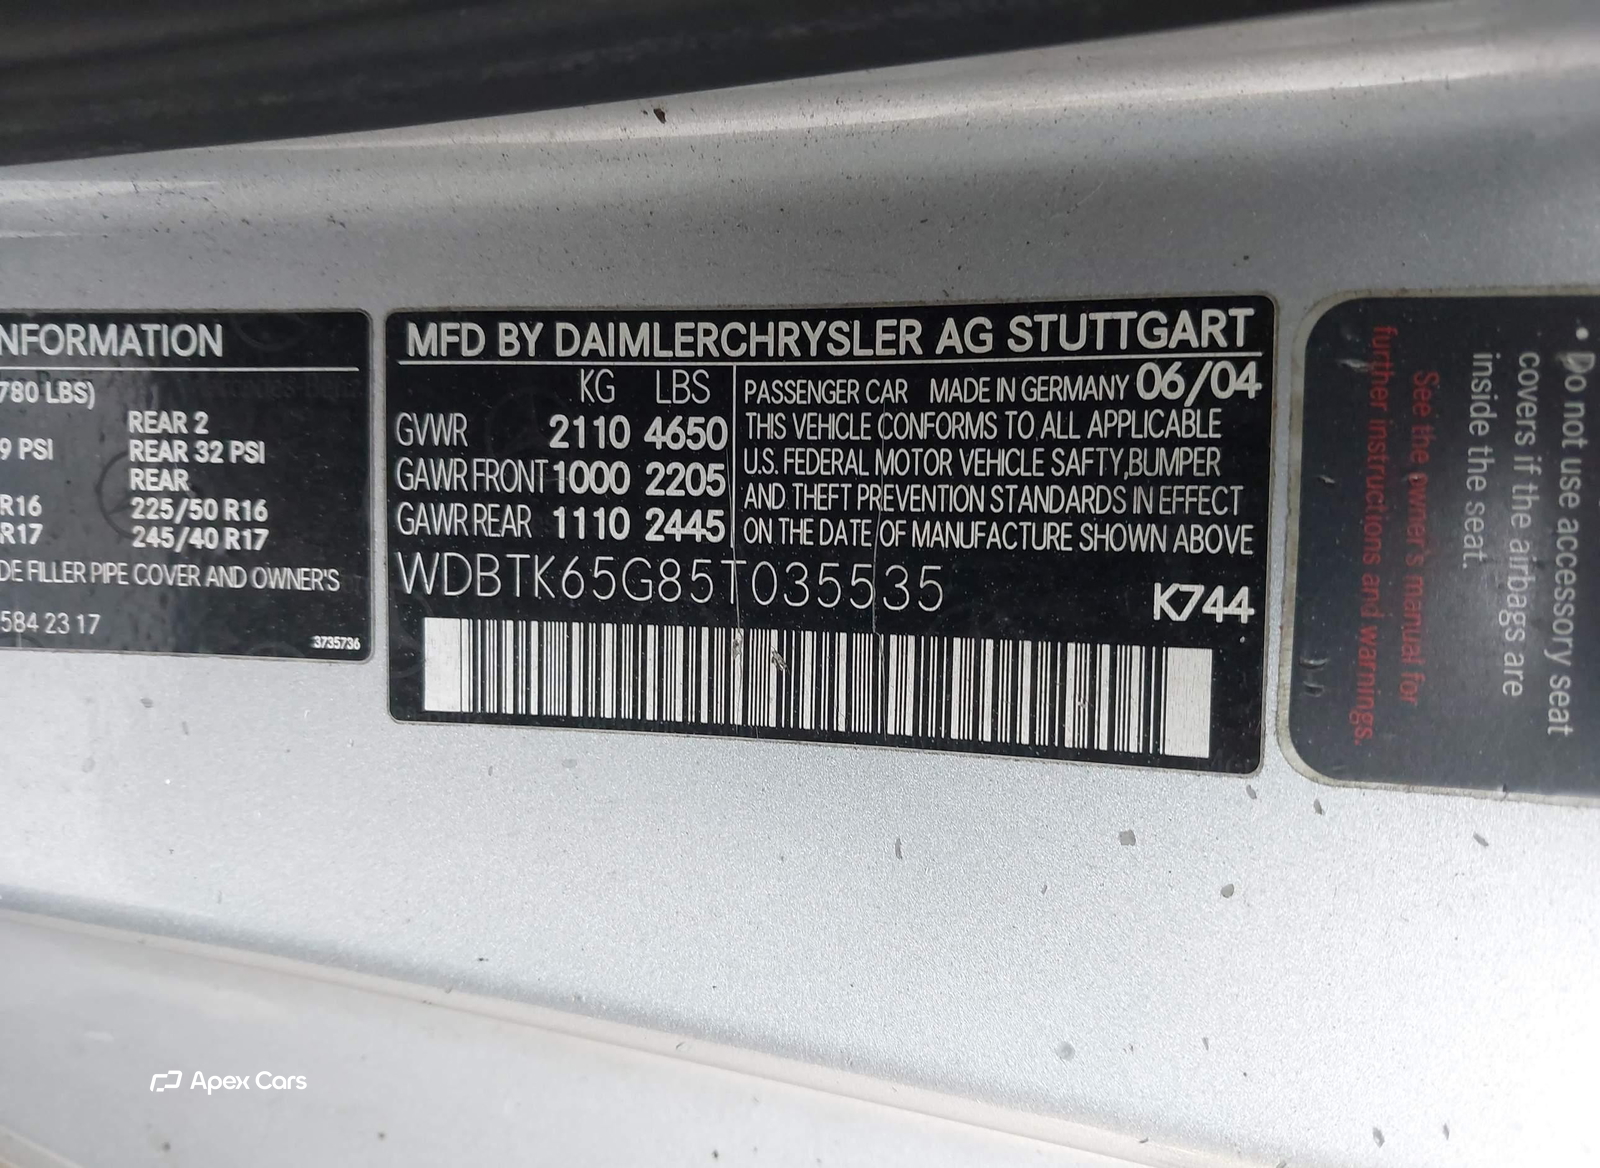 NFORMATION
780 LBS)
REAR 2
9 PSI REAR 32 PSI
REAR
R16 225/50 R16
R17 245/40 R17
DE FILLER PIPE COVER AND OWNER'S
584 23 17
3735736
MFD BY DAIMLERCHRYSLER AG STUTTGART
KG LBS
GVWR 2110 4650
GAWR FRONT 1000 2205
GAWR REAR 1110 2445
PASSENGER CAR MADE IN GERMANY 06/04
THIS VEHICLE CONFORMS TO ALL APPLICABLE
U.S. FEDERAL MOTOR VEHICLE SAFTY,BUMPER
AND THEFT PREVENTION STANDARDS IN EFFECT
ON THE DATE OF MANUFACTURE SHOWN ABOVE
WDBTK65G85T035535
K744
• Do not use accessory seat
covers if the airbags are
inside the seat.
See the owner's manual for
further instructions and warnings.
Apex Cars